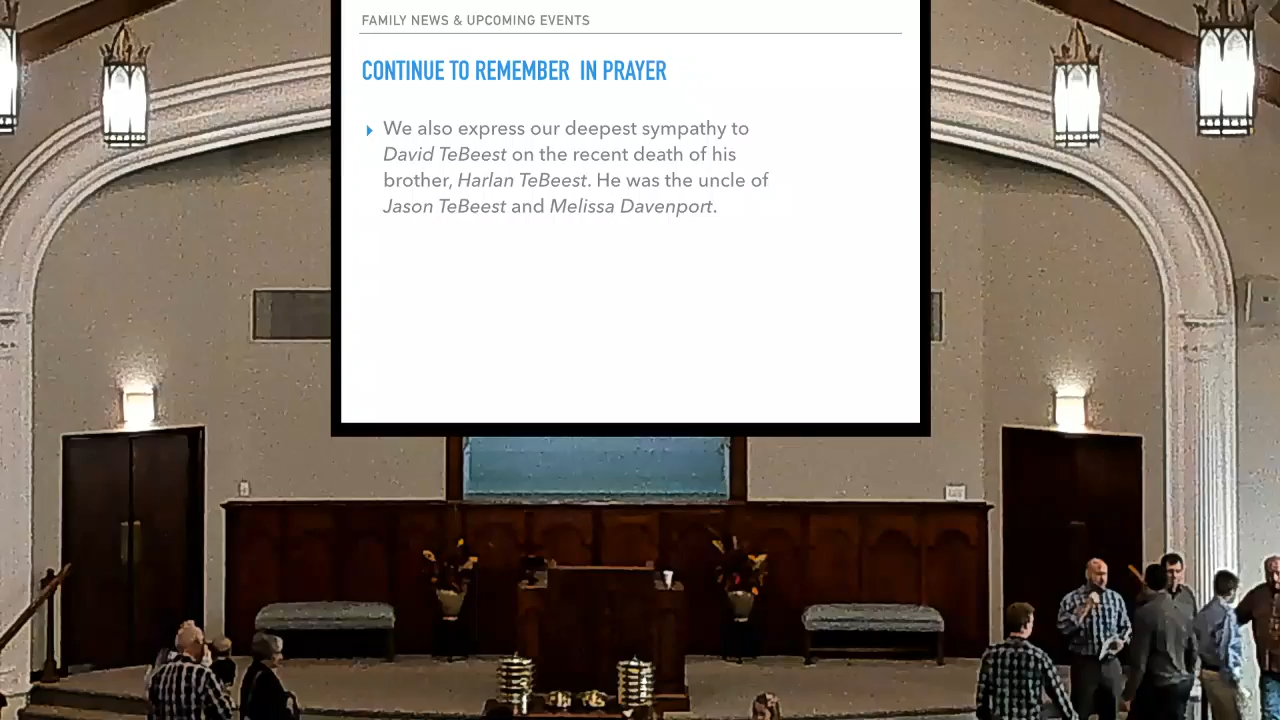 FAMILY NEWS & UPCOMING EVENTS
CONTINUE TO REMEMBER IN PRAYER
We also express our deepest sympathy to
David TeBeest on the recent death of his
brother, Harlan TeBeest. He was the uncle of
Jason TeBeest and Melissa Davenport.